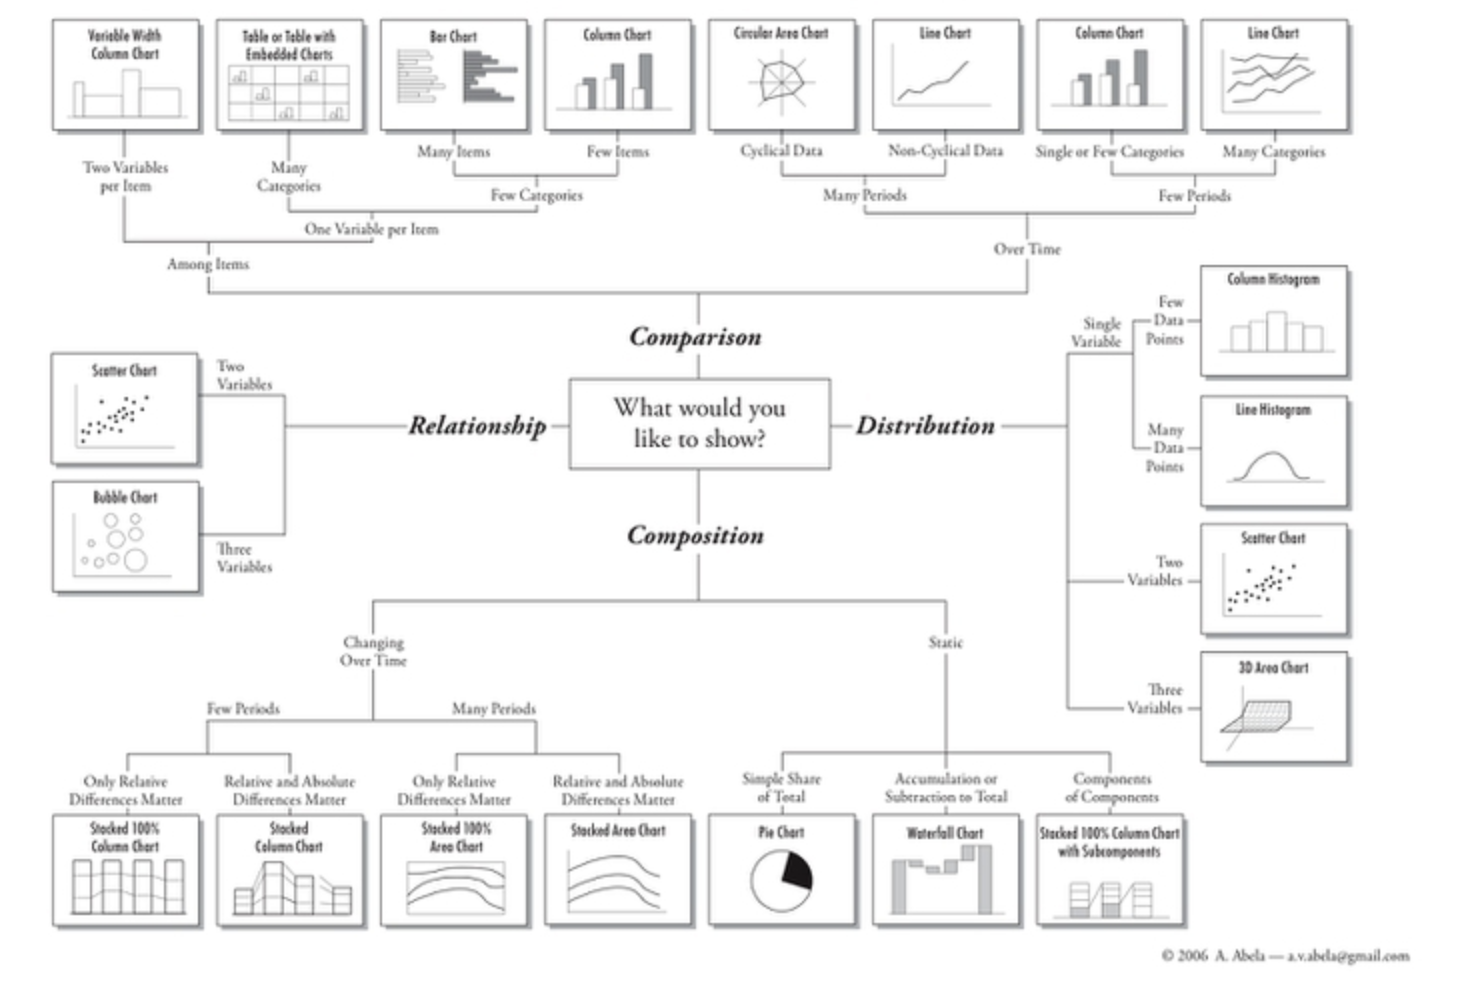 Variable Width
Column Chart
Table or Table with
Embedded Charts
Bar Chart
Column Chart
Circular Area Chart
Line Chart
Column Chart
Line Chart
Two Variables
per Item
Many
Categories
Many Items
Few Items
Cyclical Data
Non-Cyclical Data
Single or Few Categories
Many Categories
Few Categories
Many Periods
Few Periods
One Variable per Item
Among Items
Over Time
Comparison
What would you
like to show?
Relationship
Two
Variables
Scatter Chart
Bubble Chart
Three
Variables
Distribution
Single
Variable
Few
Data
Points
Column Histogram
Many
Data
Points
Line Histogram
Two
Variables
Scatter Chart
Three
Variables
3D Area Chart
Composition
Changing
Over Time
Static
Few Periods
Many Periods
Only Relative
Differences Matter
Relative and Absolute
Differences Matter
Only Relative
Differences Matter
Relative and Absolute
Differences Matter
Simple Share
of Total
Accumulation or
Subtraction to Total
Components
of Components
Stacked 100%
Column Chart
Stacked
Column Chart
Stacked 100%
Area Chart
Stacked Area Chart
Pie Chart
Waterfall Chart
Stacked 100% Column Chart
with Subcomponents
© 2006 A. Abela — a.v.abela@gmail.com